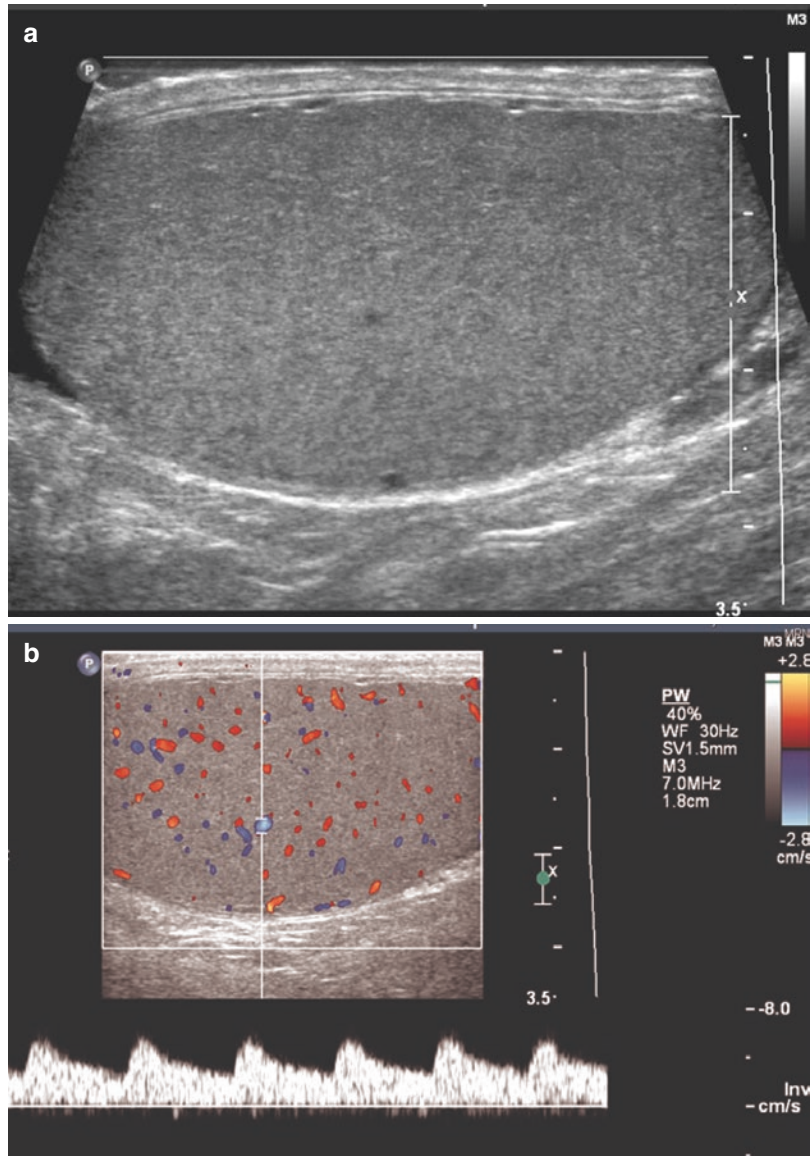 a
M3
P
X
3.5
b
P
M3 M3
+2.8
PW
40%
WF 30Hz
SV1.5mm
M3
7.0MHz
1.8cm
-2.8
cm/s
X
3.5
-8.0
Inv
cm/s